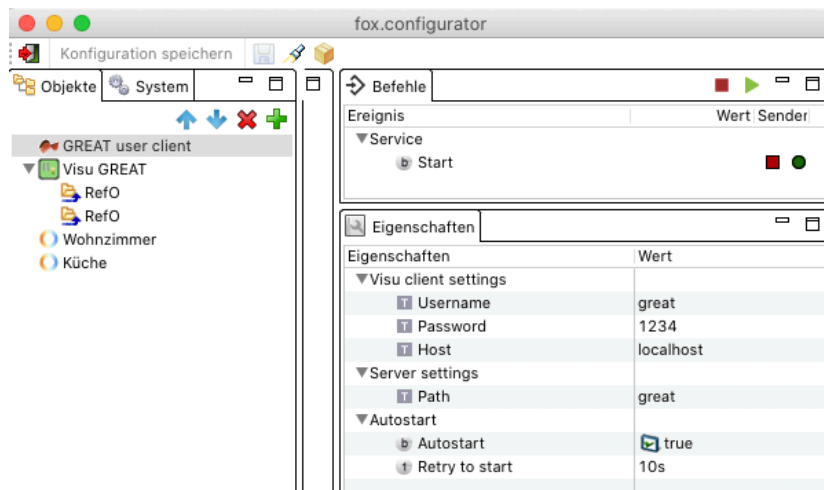 fox.configurator
Konfiguration speichern
Objekte System
GREAT user client
Visu GREAT
RefO
RefO
Wohnzimmer
Küche
Befehle
Ereignis Wert Sender
Service
b Start
Eigenschaften
Eigenschaften Wert
Visu client settings
T Username great
T Password 1234
T Host localhost
Server settings
T Path great
Autostart
b Autostart true
t Retry to start 10s